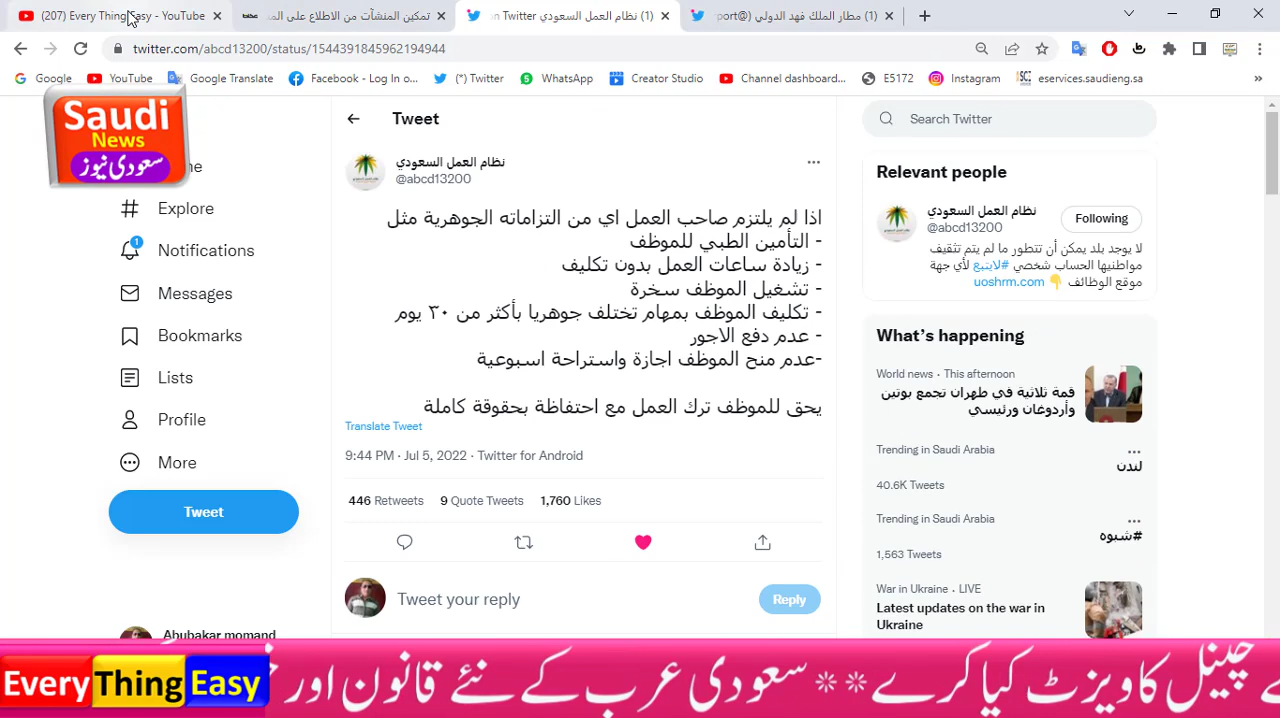 (207) Every Thing Easy - YouTube
تمكين المنشآت من الاطلاع على الم
(1) نظام العمل السعودي on Twitter
(1) مطار الملك فهد الدولي (@port
twitter.com/abcd13200/status/1544391845962194944
Google
YouTube
Google Translate
Facebook - Log In o...
(*) Twitter
WhatsApp
Creator Studio
Channel dashboard...
E5172
Instagram
eservices.saudieng.sa
»
Saudi
News
سعودی نیوز
Explore
Notifications
1
Messages
Bookmarks
Lists
Profile
More
Tweet
Abubakar momand
Tweet
نظام العمل السعودي
@abcd13200
اذا لم يلتزم صاحب العمل اي من التزاماته الجوهرية مثل
- التأمين الطبي للموظف
- زيادة ساعات العمل بدون تكليف
- تشغيل الموظف سخرة
- تكليف الموظف بمهام تختلف جوهريا بأكثر من ٣٠ يوم
- عدم دفع الاجور
-عدم منح الموظف اجازة واستراحة اسبوعية
يحق للموظف ترك العمل مع احتفاظة بحقوقة كاملة
Translate Tweet
9:44 PM · Jul 5, 2022 · Twitter for Android
446 Retweets 9 Quote Tweets 1,760 Likes
Tweet your reply
Reply
Search Twitter
Relevant people
نظام العمل السعودي
@abcd13200
Following
لا يوجد بلد يمكن أن تتطور ما لم يتم تثقيف
مواطنيها الحساب شخصي #لايتبع لأي جهة
موقع الوظائف 👇 uoshrm.com
What's happening
World news · This afternoon
قمة ثلاثية في طهران تجمع بوتين
وأردوغان ورئيسي
Trending in Saudi Arabia
لندن
40.6K Tweets
Trending in Saudi Arabia
#شبوه
1,563 Tweets
War in Ukraine · LIVE
Latest updates on the war in
Ukraine
Every Thing Easy
چینل کا ویزٹ کیا کرے ** سعودی عرب کے نئے قانون اور